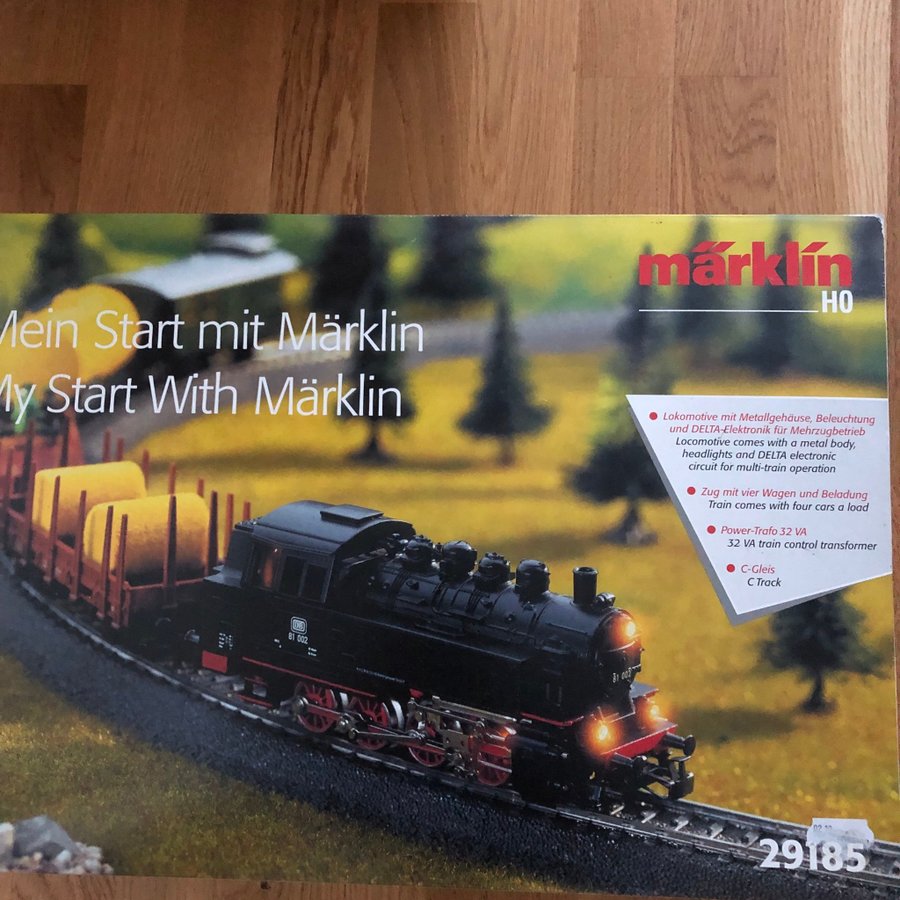 märklin
H0
Mein Start mit Märklin
My Start With Märklin
Lokomotive mit Metallgehäuse, Beleuchtung
und DELTA-Elektronik für Mehrzugbetrieb
Locomotive comes with a metal body,
headlights and DELTA electronic
circuit for multi-train operation
Zug mit vier Wagen und Beladung
Train comes with four cars a load
Power-Trafo 32 VA
32 VA train control transformer
C-Gleis
C Track
81 002
81 002
29185